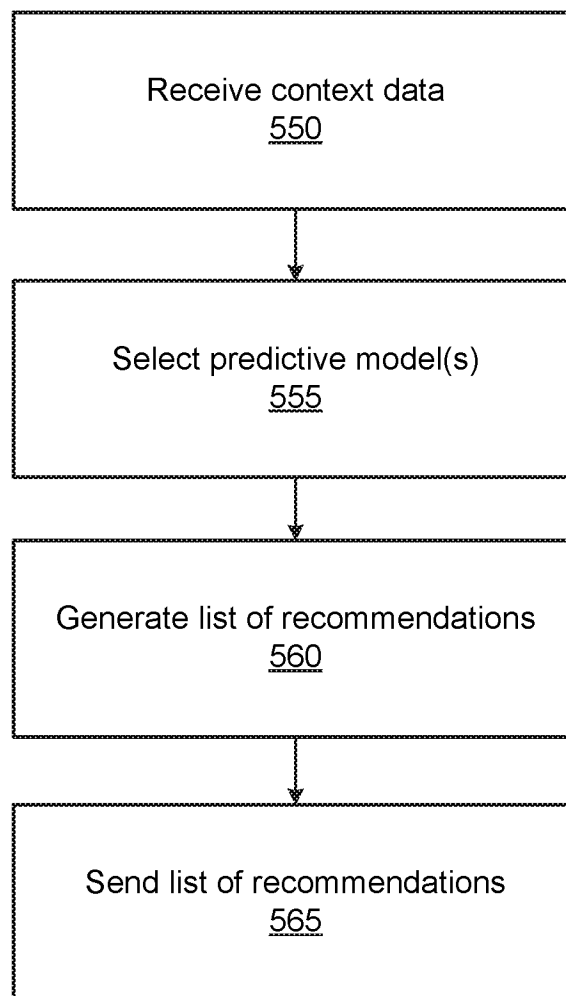 Receive context data
550
Select predictive model(s)
555
Generate list of recommendations
560
Send list of recommendations
565